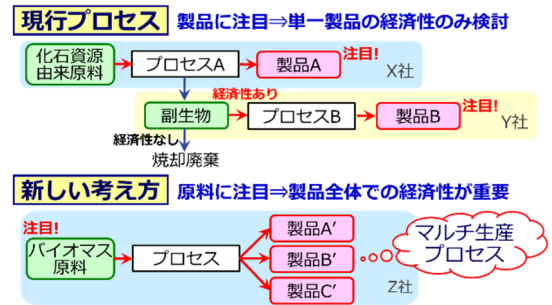 現行プロセス 製品に注目⇒単一製品の経済性のみ検討
化石資源
由来原料
プロセスA
製品A
注目!
X社
経済性あり
副生物
プロセスB
製品B
注目!
Y社
経済性なし
焼却廃棄
新しい考え方 原料に注目⇒製品全体での経済性が重要
注目!
バイオマス
原料
プロセス
製品A′
製品B′
製品C′
マルチ生産
プロセス
Z社